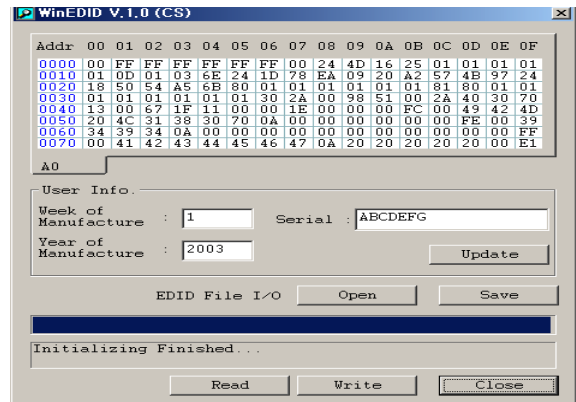 WinEDID V.1.0 (CS)
Addr 00 01 02 03 04 05 06 07 08 09 0A 0B 0C 0D 0E 0F
0000 00 FF FF FF FF FF FF 00 24 4D 16 25 01 01 01 01
0010 01 0D 01 03 6E 24 1D 78 EA 09 20 A2 57 4B 97 24
0020 18 50 54 A5 6B 80 01 01 01 01 01 01 81 80 01 01
0030 01 01 01 01 01 01 30 2A 00 98 51 00 2A 40 30 70
0040 13 00 67 1F 11 00 00 1E 00 00 00 FC 00 49 42 4D
0050 20 4C 31 38 30 70 0A 00 00 00 00 00 00 FE 00 39
0060 34 39 34 0A 00 00 00 00 00 00 00 00 00 00 00 FF
0070 00 41 42 43 44 45 46 47 0A 20 20 20 20 20 00 E1
A0
User Info.
Week of Manufacture : 1 Serial : ABCDEFG
Year of Manufacture : 2003 Update
EDID File I/O Open Save
Initializing Finished...
Read Write Close